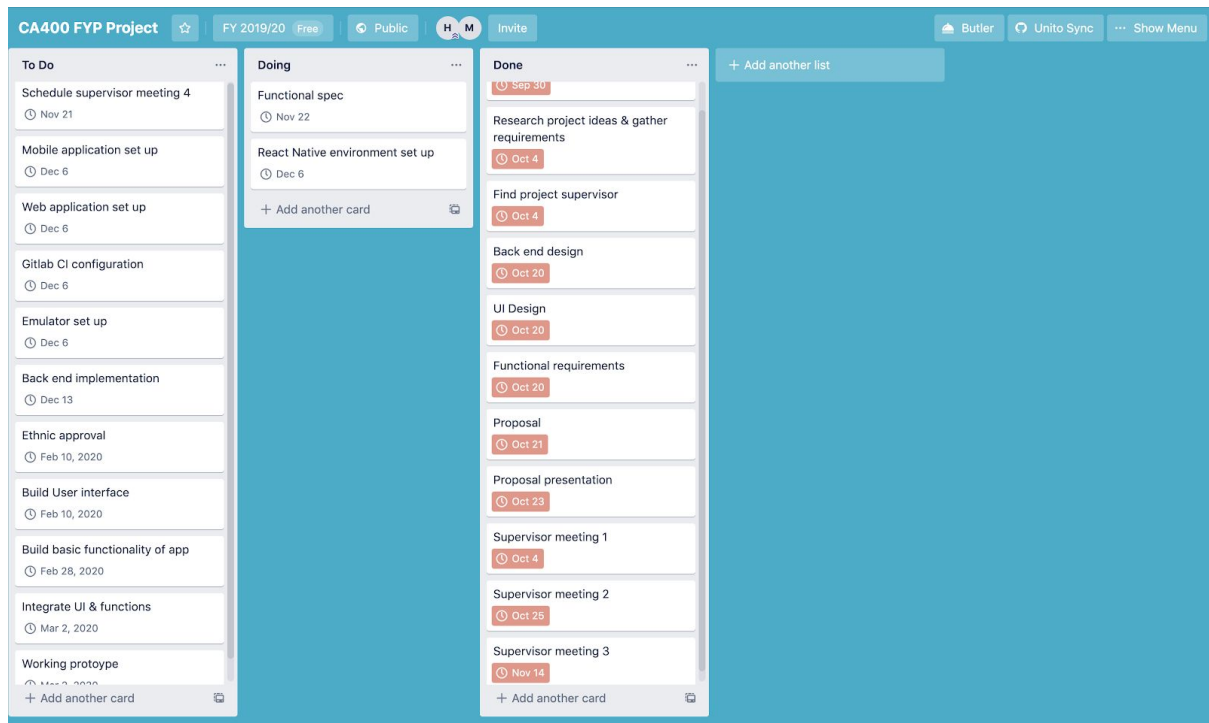 CA400 FYP Project
FY 2019/20 Free
Public
H M
Invite
Butler
Unito Sync
Show Menu
To Do
Schedule supervisor meeting 4
Nov 21
Mobile application set up
Dec 6
Web application set up
Dec 6
Gitlab CI configuration
Dec 6
Emulator set up
Dec 6
Back end implementation
Dec 13
Ethnic approval
Feb 10, 2020
Build User interface
Feb 10, 2020
Build basic functionality of app
Feb 28, 2020
Integrate UI & functions
Mar 2, 2020
Working protoype
+ Add another card
Doing
Functional spec
Nov 22
React Native environment set up
Dec 6
+ Add another card
Done
Sep 30
Research project ideas & gather
requirements
Oct 4
Find project supervisor
Oct 4
Back end design
Oct 20
UI Design
Oct 20
Functional requirements
Oct 20
Proposal
Oct 21
Proposal presentation
Oct 23
Supervisor meeting 1
Oct 4
Supervisor meeting 2
Oct 25
Supervisor meeting 3
Nov 14
+ Add another card
+ Add another list